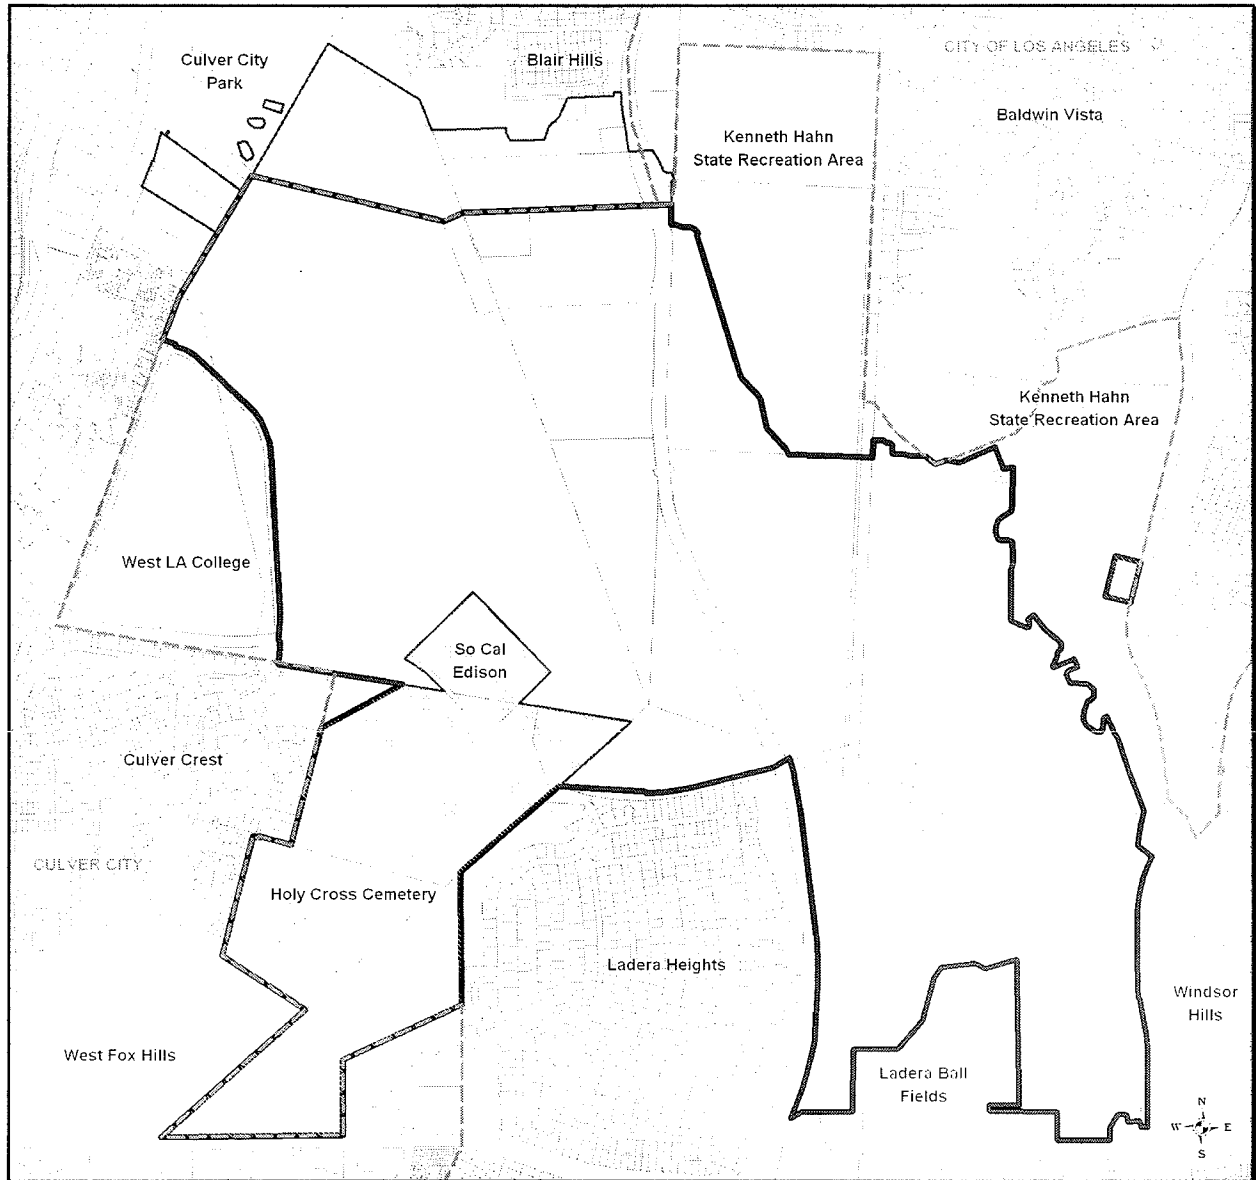 Culver City
Park
Blair Hills
CITY OF LOS ANGELES
Baldwin Vista
Kenneth Hahn
State Recreation Area
Kenneth Hahn
State Recreation Area
West LA College
So Cal
Edison
Culver Crest
CULVER CITY
Holy Cross Cemetery
Ladera Heights
West Fox Hills
Windsor
Hills
Ladera Ball
Fields
N
W E
S